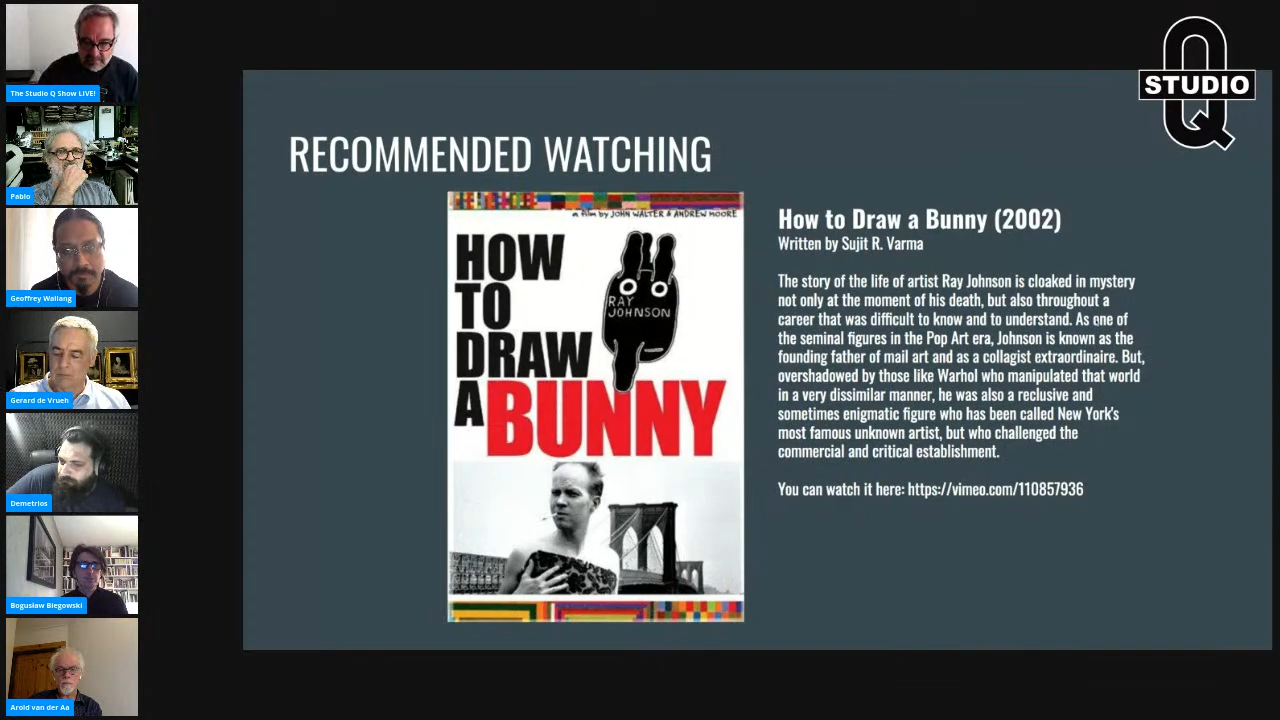 The Studio Q Show LIVE!
Pablo
Geoffrey Wallang
Gerard de Vrueh
Demetrios
Bogusław Biegowski
Arold van der Aa
STUDIO
Q
RECOMMENDED WATCHING
a film by JOHN WALTER & ANDREW MOORE
HOW
TO
DRAW
A BUNNY
RAY
JOHNSON
How to Draw a Bunny (2002)
Written by Sujit R. Varma
The story of the life of artist Ray Johnson is cloaked in mystery
not only at the moment of his death, but also throughout a
career that was difficult to know and to understand. As one of
the seminal figures in the Pop Art era, Johnson is known as the
founding father of mail art and as a collagist extraordinaire. But,
overshadowed by those like Warhol who manipulated that world
in a very dissimilar manner, he was also a reclusive and
sometimes enigmatic figure who has been called New York's
most famous unknown artist, but who challenged the
commercial and critical establishment.
You can watch it here: https://vimeo.com/110857936